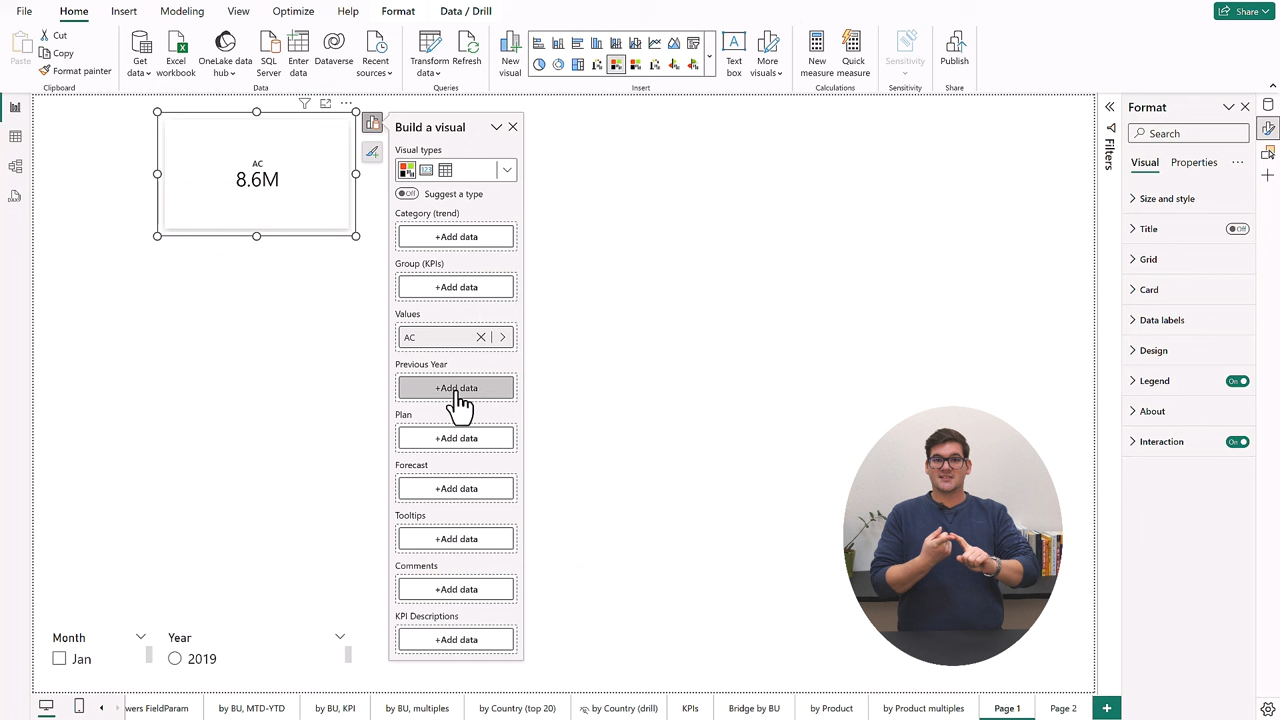 File Home Insert Modeling View Optimize Help Format Data / Drill Share
Paste
Cut
Copy
Format painter
Clipboard
Get data
Excel workbook
OneLake data hub
SQL Server
Enter data
Dataverse
Recent sources
Data
Transform data
Refresh
Queries
New visual
Text box
More visuals
Insert
New measure
Quick measure
Calculations
Sensitivity
Sensitivity
Publish
Share
AC
8.6M
Build a visual
Visual types
123
Off Suggest a type
Category (trend)
+Add data
Group (KPIs)
+Add data
Values
AC
Previous Year
+Add data
Plan
+Add data
Forecast
+Add data
Tooltips
+Add data
Comments
+Add data
KPI Descriptions
+Add data
Filters
Format
Search
Visual Properties
Size and style
Title Off
Grid
Card
Data labels
Design
Legend On
About
Interaction On
Month
Jan
Year
2019
wers FieldParam by BU, MTD-YTD by BU, KPI by BU, multiples by Country (top 20) by Country (drill) KPIs Bridge by BU by Product by Product multiples Page 1 Page 2